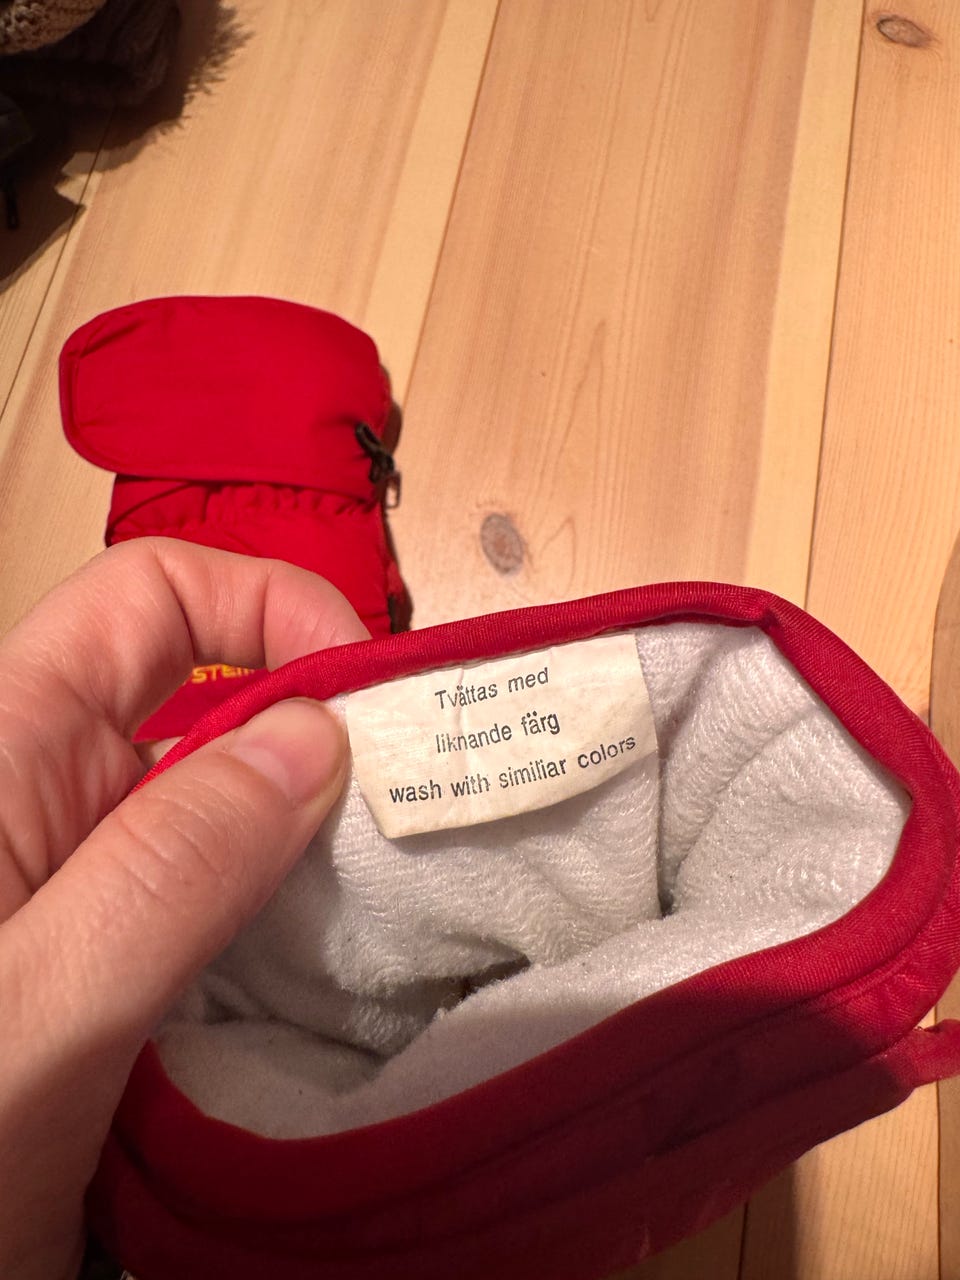 Tvättas med
liknande färg
wash with similiar colors